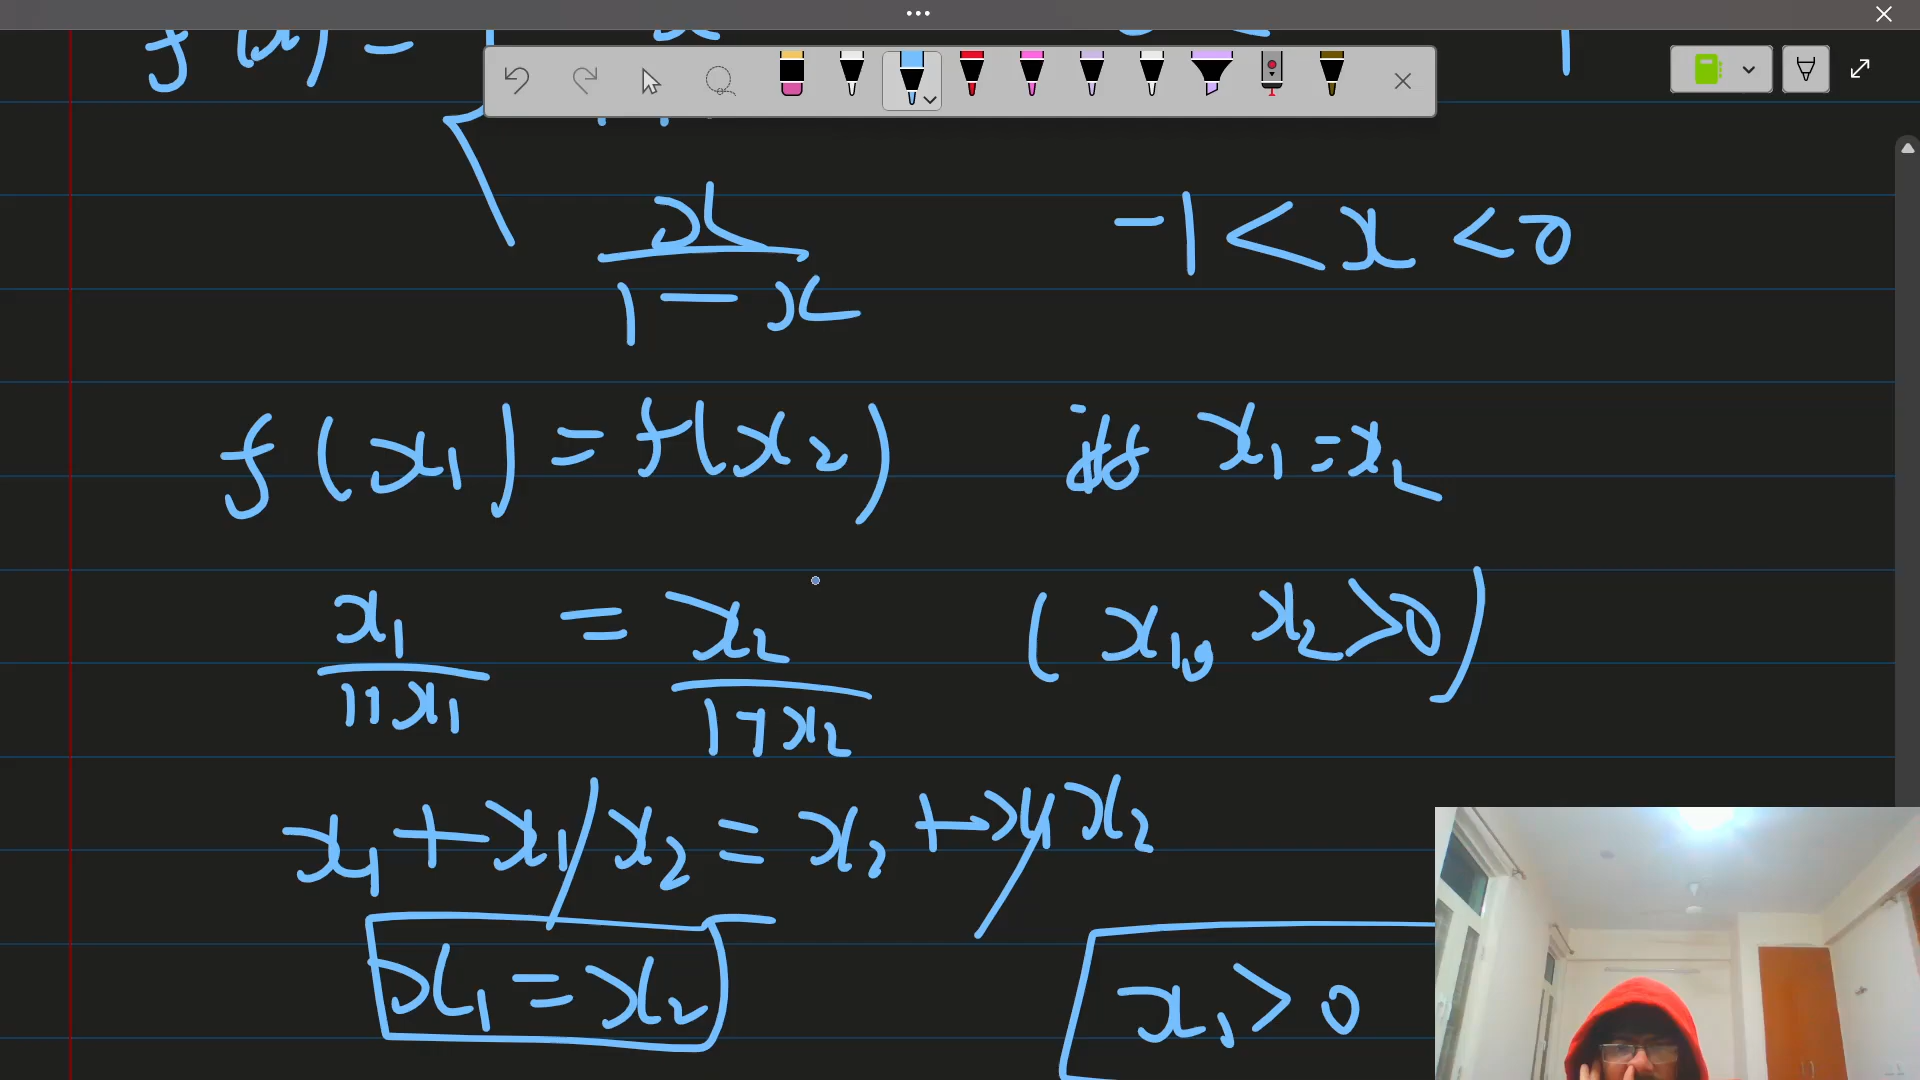 f(x) =
x
1 - x
-1 < x < 0
f(x1) = f(x2) iff x1 = x2
x1 / 1+x1 = x2 / 1+x2 (x1, x2 > 0)
x1 + x1x2 = x2 + x1x2
x1 = x2
x1 > 0